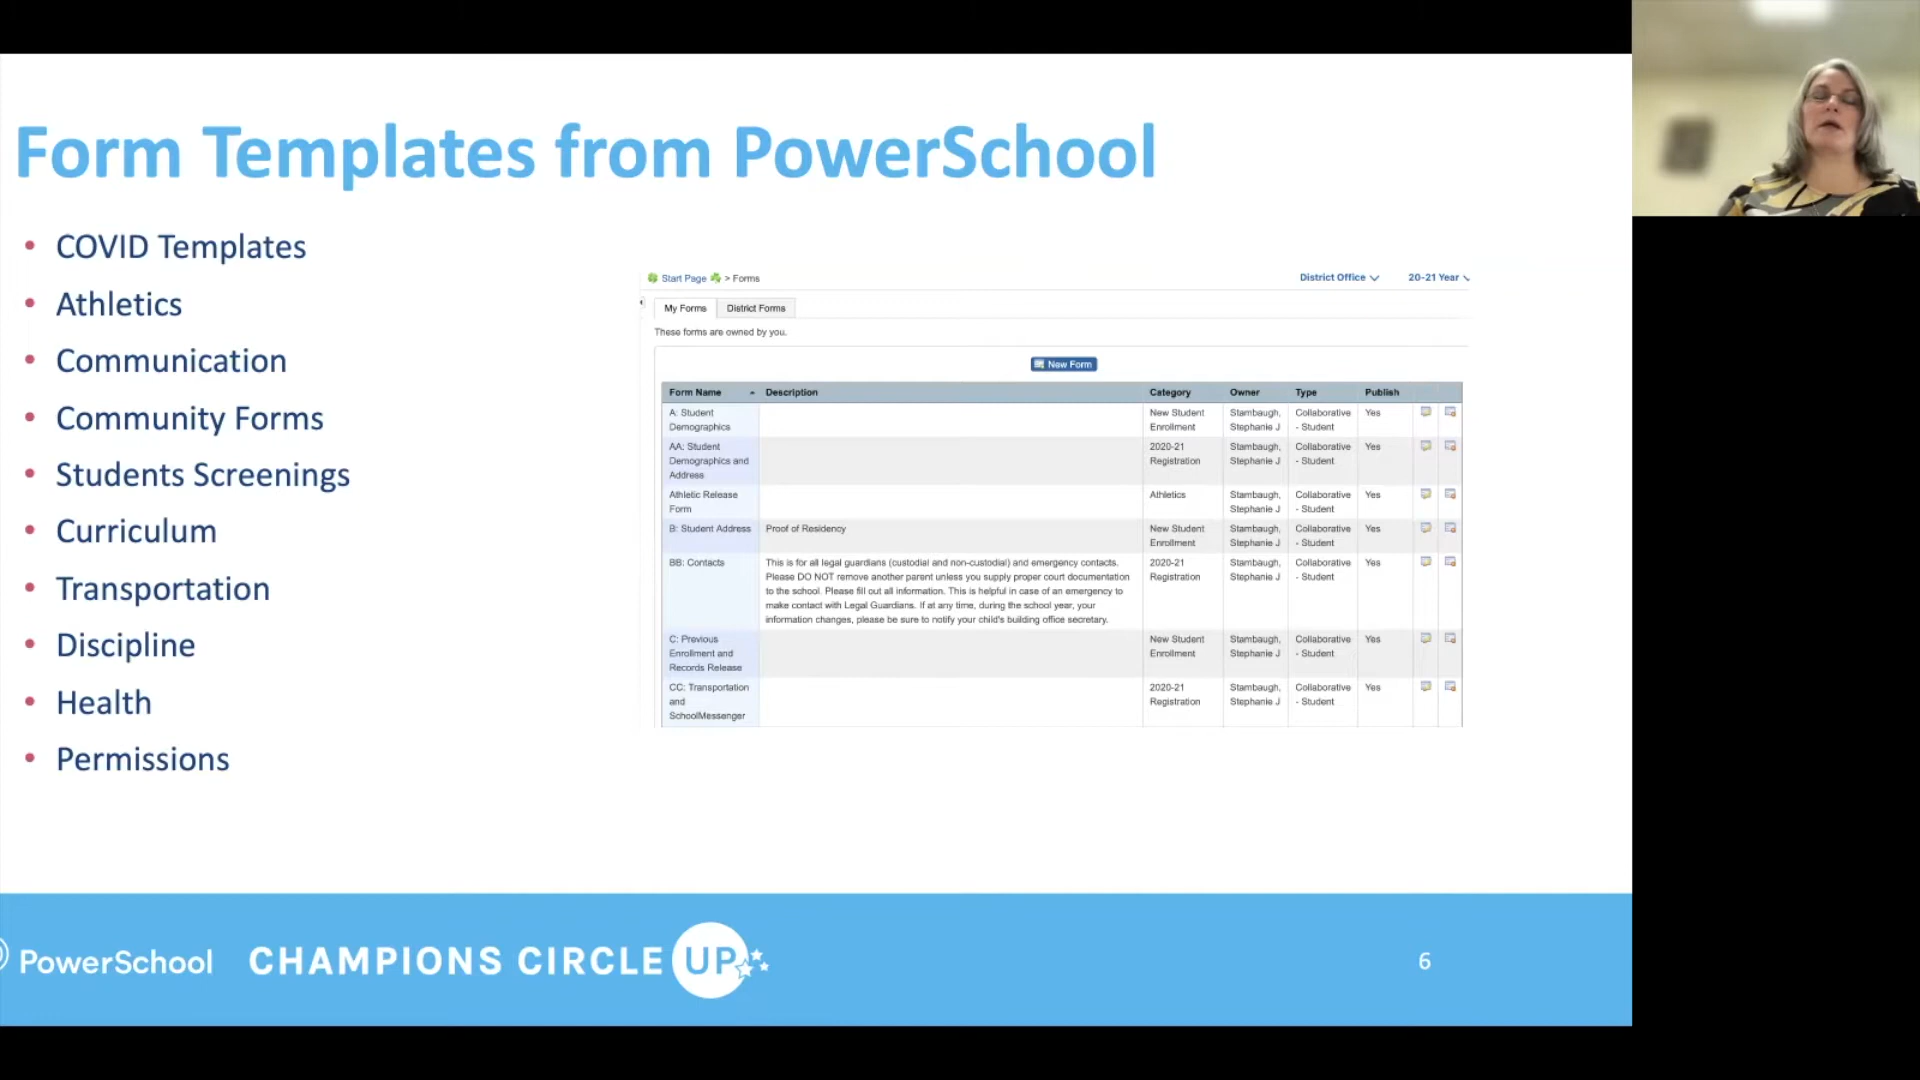 Form Templates from PowerSchool
• COVID Templates
• Athletics
• Communication
• Community Forms
• Students Screenings
• Curriculum
• Transportation
• Discipline
• Health
• Permissions
Start Page > Forms
District Office
20-21 Year
My Forms
District Forms
These forms are owned by you.
New Form
Form Name Description Category Owner Type Publish
A: Student
Demographics
New Student
Enrollment
Stambaugh,
Stephanie J
Collaborative
- Student
Yes
AA: Student
Demographics and
Address
2020-21
Registration
Stambaugh,
Stephanie J
Collaborative
- Student
Yes
Athletic Release
Form
Athletics
Stambaugh,
Stephanie J
Collaborative
- Student
Yes
B: Student Address
Proof of Residency
New Student
Enrollment
Stambaugh,
Stephanie J
Collaborative
- Student
Yes
BB: Contacts
This is for all legal guardians (custodial and non-custodial) and emergency contacts.
Please DO NOT remove another parent unless you supply proper court documentation
to the school. Please fill out all information. This is helpful in case of an emergency to
make contact with Legal Guardians. If at any time, during the school year, your
information changes, please be sure to notify your child's building office secretary.
2020-21
Registration
Stambaugh,
Stephanie J
Collaborative
- Student
Yes
C: Previous
Enrollment and
Records Release
New Student
Enrollment
Stambaugh,
Stephanie J
Collaborative
- Student
Yes
CC: Transportation
and
SchoolMessenger
2020-21
Registration
Stambaugh,
Stephanie J
Collaborative
- Student
Yes
PowerSchool
CHAMPIONS CIRCLE UP
6